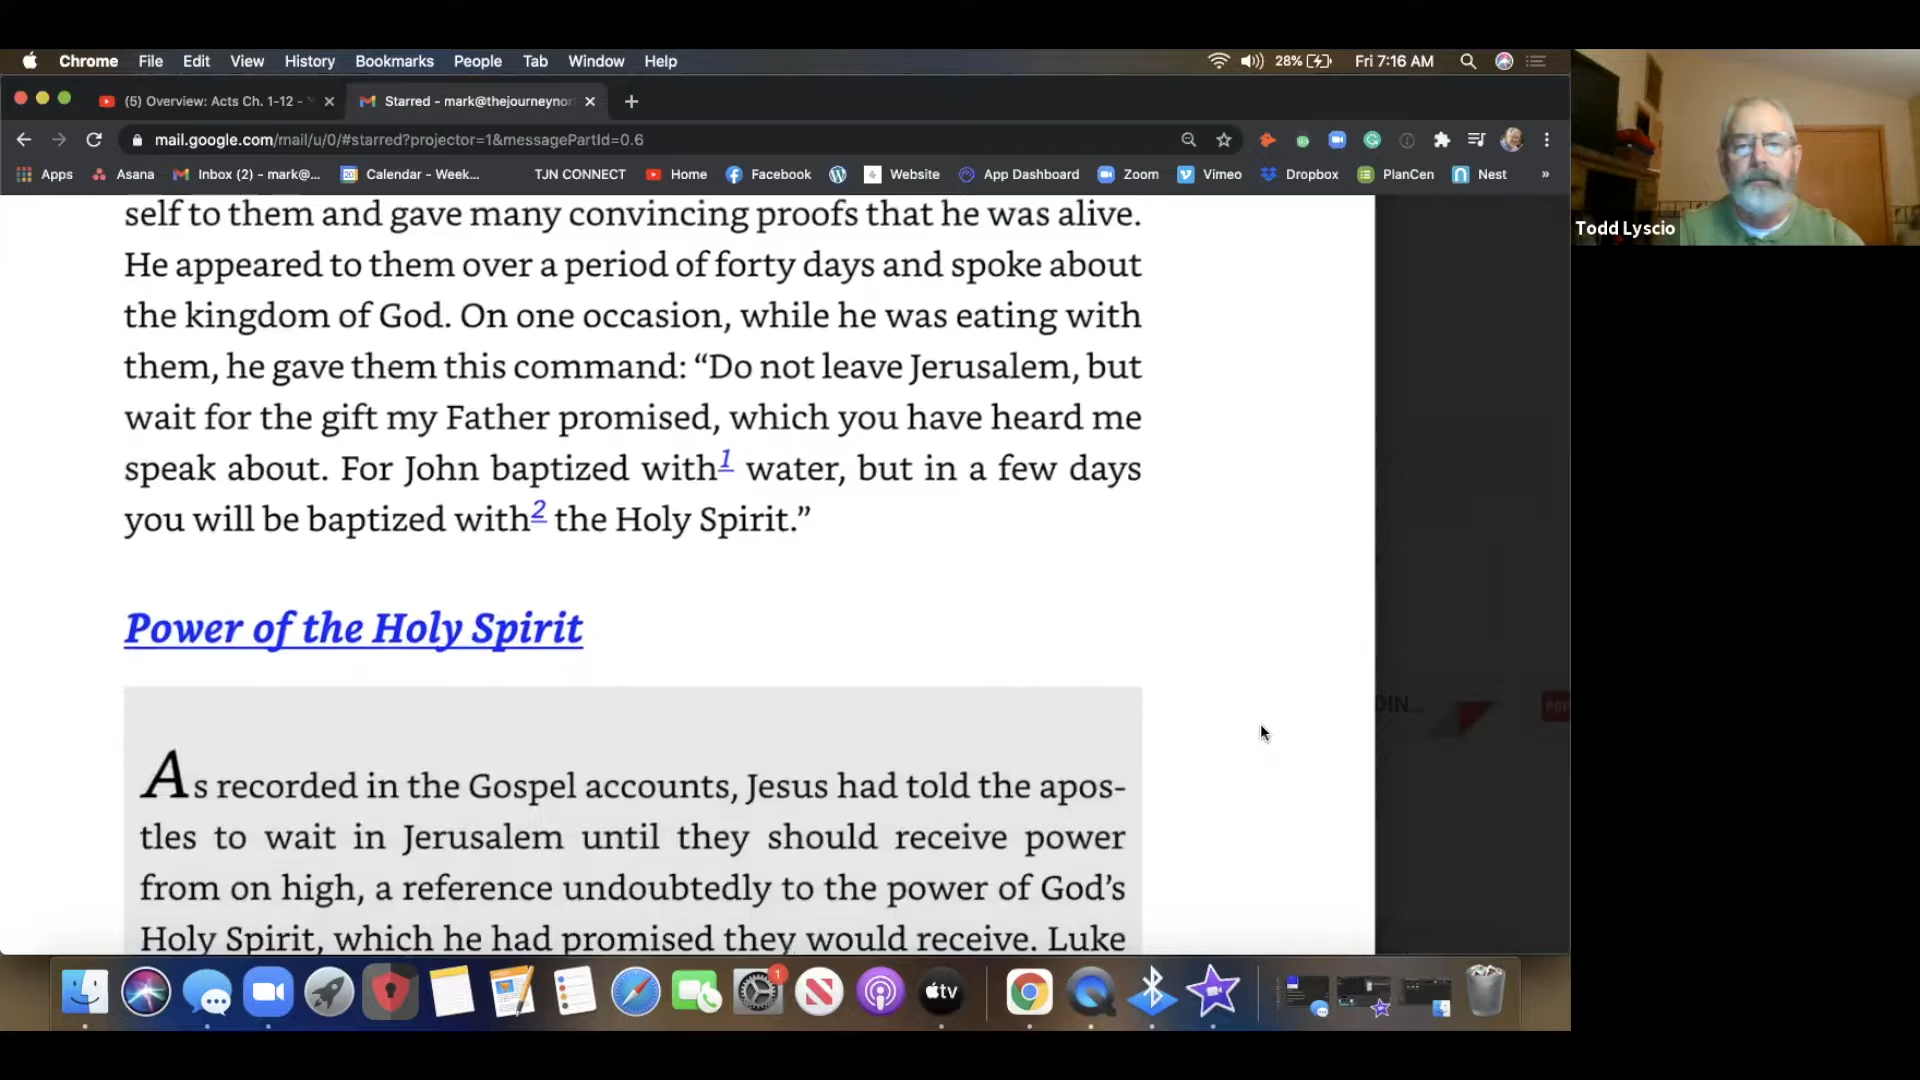 Chrome File Edit View History Bookmarks People Tab Window Help 28% Fri 7:16 AM
(5) Overview: Acts Ch. 1-12 - Starred - mark@thejourneynor
mail.google.com/mail/u/0/#starred?projector=1&messagePartId=0.6
Apps Asana Inbox (2) - mark@... 20 Calendar - Week... TJN CONNECT Home Facebook Website App Dashboard Zoom Vimeo Dropbox PlanCen Nest »
Todd Lyscio
self to them and gave many convincing proofs that he was alive.
He appeared to them over a period of forty days and spoke about
the kingdom of God. On one occasion, while he was eating with
them, he gave them this command: “Do not leave Jerusalem, but
wait for the gift my Father promised, which you have heard me
speak about. For John baptized with1 water, but in a few days
you will be baptized with2 the Holy Spirit.”
Power of the Holy Spirit
As recorded in the Gospel accounts, Jesus had told the apos-
tles to wait in Jerusalem until they should receive power
from on high, a reference undoubtedly to the power of God’s
Holy Spirit, which he had promised they would receive. Luke
1
tv